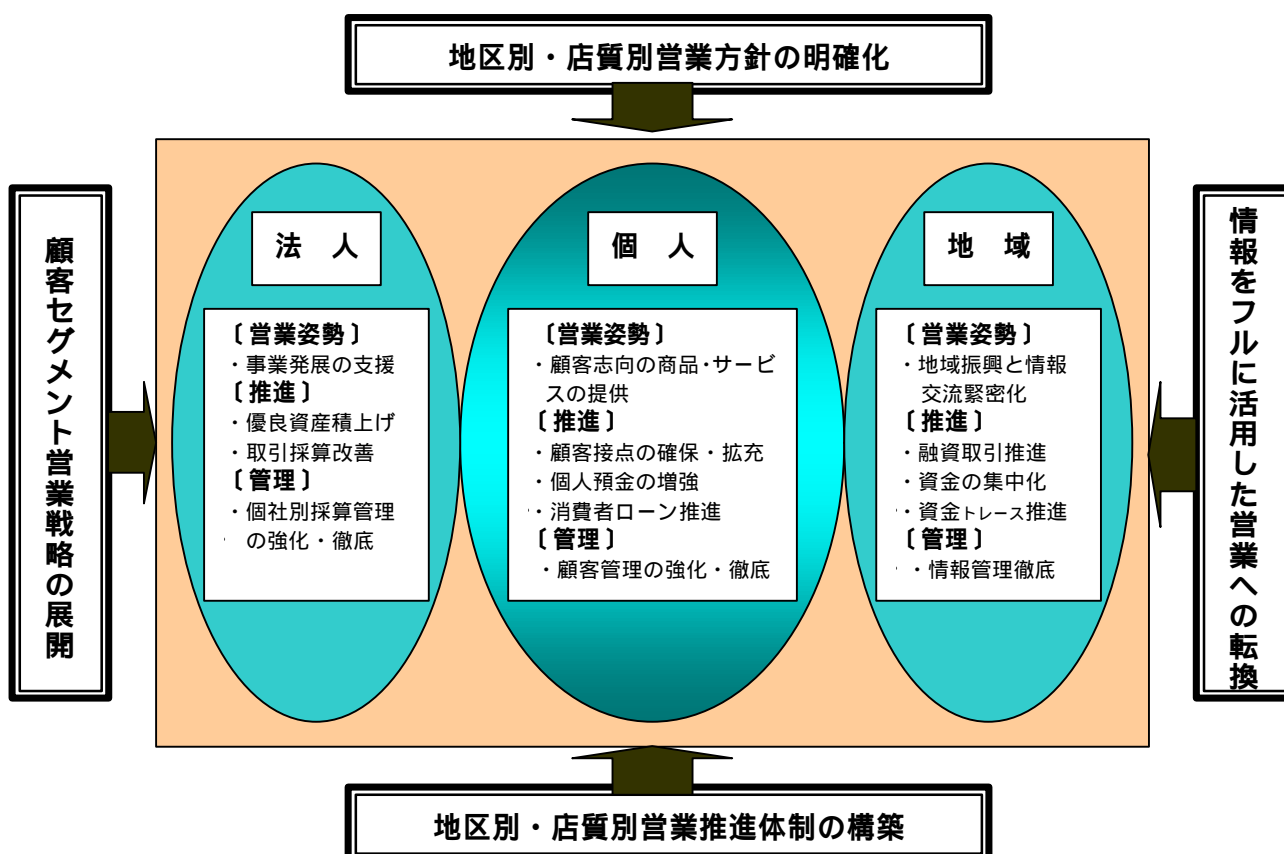 地区別・店質別営業方針の明確化
顧客セグメント営業戦略の展開
法 人
〔営業姿勢〕
・事業発展の支援
〔推進〕
・優良資産積上げ
・取引採算改善
〔管理〕
・個社別採算管理
の強化・徹底
個 人
〔営業姿勢〕
・顧客志向の商品・サービ
スの提供
〔推進〕
・顧客接点の確保・拡充
・個人預金の増強
・消費者ローン推進
〔管理〕
・顧客管理の強化・徹底
地 域
〔営業姿勢〕
・地域振興と情報
交流緊密化
〔推進〕
・融資取引推進
・資金の集中化
・資金トレース推進
〔管理〕
・情報管理徹底
情報をフルに活用した営業への転換
地区別・店質別営業推進体制の構築